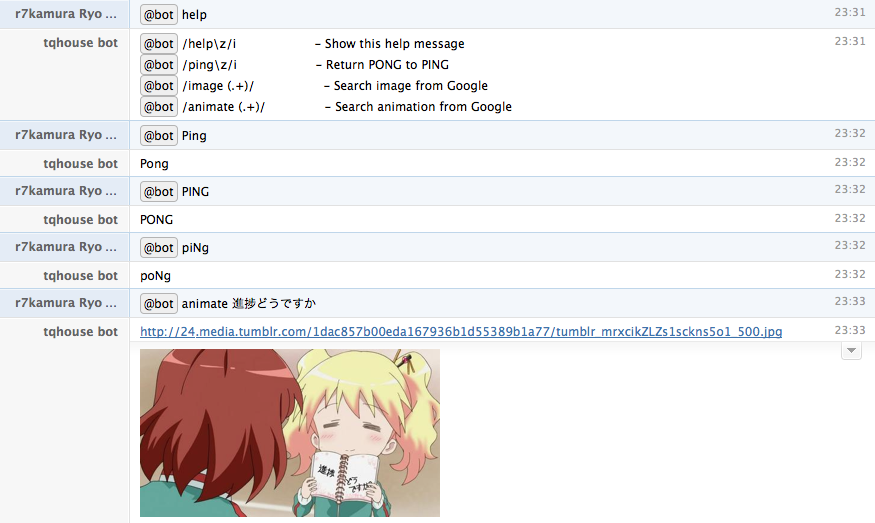 r7kamura Ryo ... @bot help 23:31
tqhouse bot @bot /help\z/i - Show this help message 23:31
@bot /ping\z/i - Return PONG to PING
@bot /image (.+)/ - Search image from Google
@bot /animate (.+)/ - Search animation from Google
r7kamura Ryo ... @bot Ping 23:32
tqhouse bot Pong 23:32
r7kamura Ryo ... @bot PING 23:32
tqhouse bot PONG 23:32
r7kamura Ryo ... @bot piNg 23:32
tqhouse bot poNg 23:32
r7kamura Ryo ... @bot animate 進捗どうですか 23:33
tqhouse bot http://24.media.tumblr.com/1dac857b00eda167936b1d55389b1a77/tumblr_mrxcikZLZs1sckns5o1_500.jpg 23:33
進捗
どう
ですか